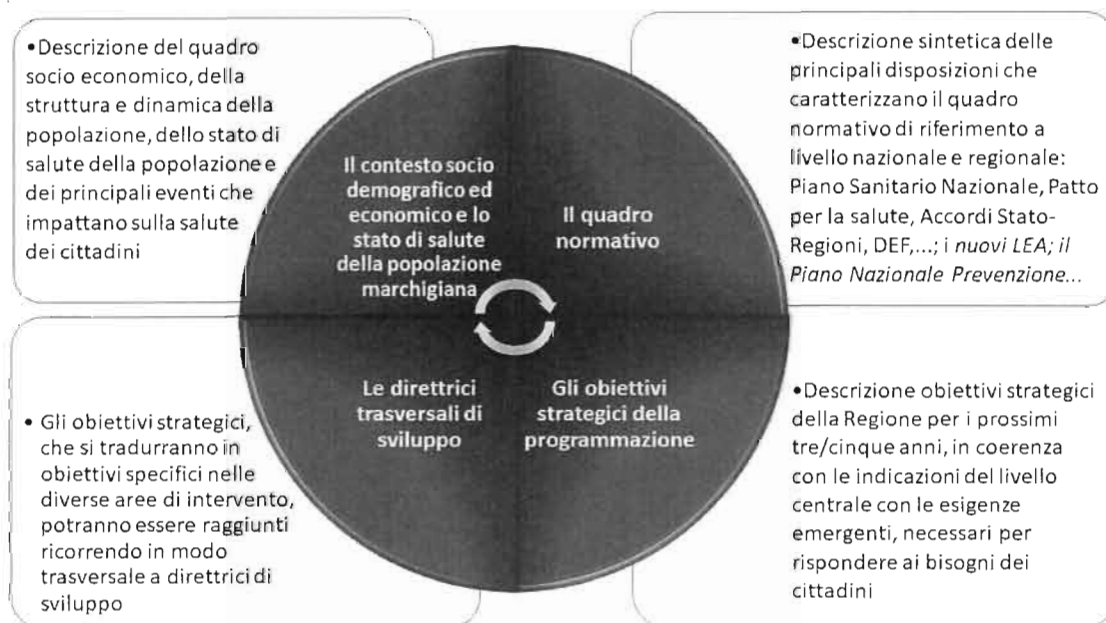 •Descrizione del quadro
socio economico, della
struttura e dinamica della
popolazione, dello stato di
salute della popolazione e
dei principali eventi che
impattano sulla salute
dei cittadini
•Descrizione sintetica delle
principali disposizioni che
caratterizzano il quadro
normativo di riferimento a
livello nazionale e regionale:
Piano Sanitario Nazionale, Patto
per la salute, Accordi Stato-
Regioni, DEF,...; i nuovi LEA; il
Piano Nazionale Prevenzione...
Il contesto socio
demografico ed
economico e lo
stato di salute
della popolazione
marchigiana
Il quadro
normativo
Le direttrici
trasversali di
sviluppo
Gli obiettivi
strategici della
programmazione
• Gli obiettivi strategici,
che si tradurranno in
obiettivi specifici nelle
diverse aree di intervento,
potranno essere raggiunti
ricorrendo in modo
trasversale a direttrici di
sviluppo
•Descrizione obiettivi strategici
della Regione per i prossimi
tre/cinque anni, in coerenza
con le indicazioni del livello
centrale con le esigenze
emergenti, necessari per
rispondere ai bisogni dei
cittadini